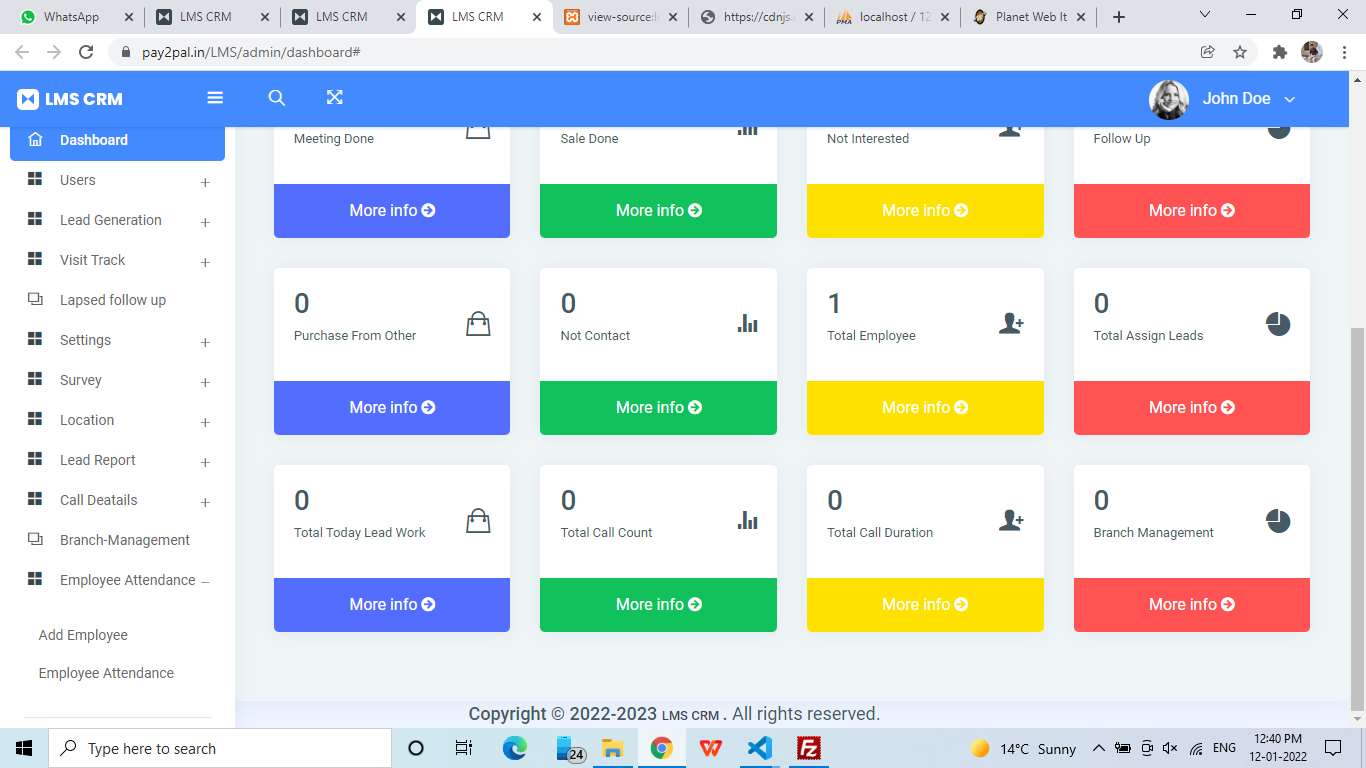 WhatsApp
LMS CRM
LMS CRM
LMS CRM
view-source:l
https://cdnjs.c
localhost / 12
Planet Web It
pay2pal.in/LMS/admin/dashboard#
LMS CRM
John Doe
Dashboard
Users
Lead Generation
Visit Track
Lapsed follow up
Settings
Survey
Location
Lead Report
Call Deatails
Branch-Management
Employee Attendance
Add Employee
Employee Attendance
Meeting Done
Sale Done
Not Interested
Follow Up
More info
More info
More info
More info
0
Purchase From Other
0
Not Contact
1
Total Employee
0
Total Assign Leads
More info
More info
More info
More info
0
Total Today Lead Work
0
Total Call Count
0
Total Call Duration
0
Branch Management
More info
More info
More info
More info
Copyright © 2022-2023 LMS CRM . All rights reserved.
Type here to search
24
14°C Sunny
ENG
12:40 PM
12-01-2022